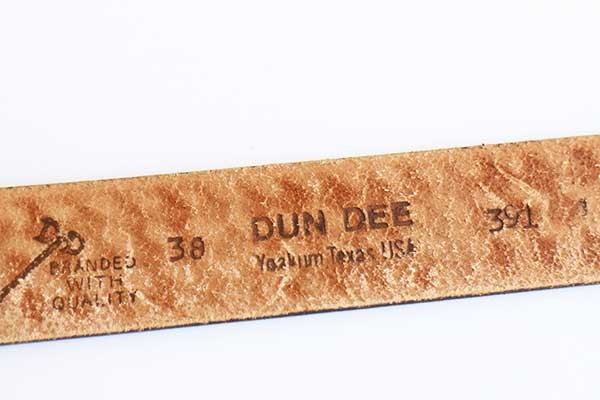 BRANDED
WITH
QUALITY
38
DUN DEE
Yoakum Texas USA
391